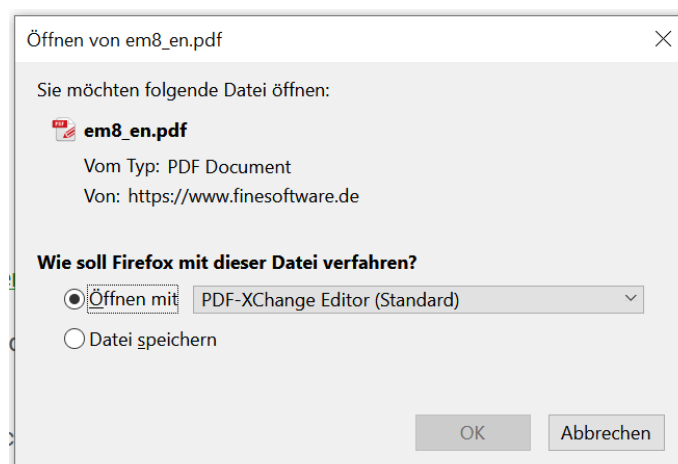 Öffnen von em8_en.pdf
Sie möchten folgende Datei öffnen:
em8_en.pdf
Vom Typ: PDF Document
Von: https://www.finesoftware.de
Wie soll Firefox mit dieser Datei verfahren?
Öffnen mit PDF-XChange Editor (Standard)
Datei speichern
OK Abbrechen